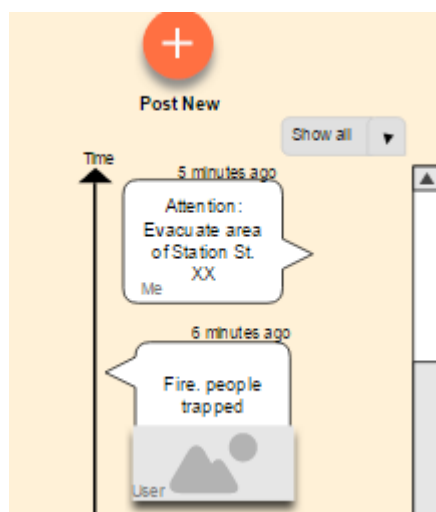 Post New
Show all
Time
5 minutes ago
Attention:
Evacuate area
of Station St.
XX
Me
6 minutes ago
Fire. people
trapped
User